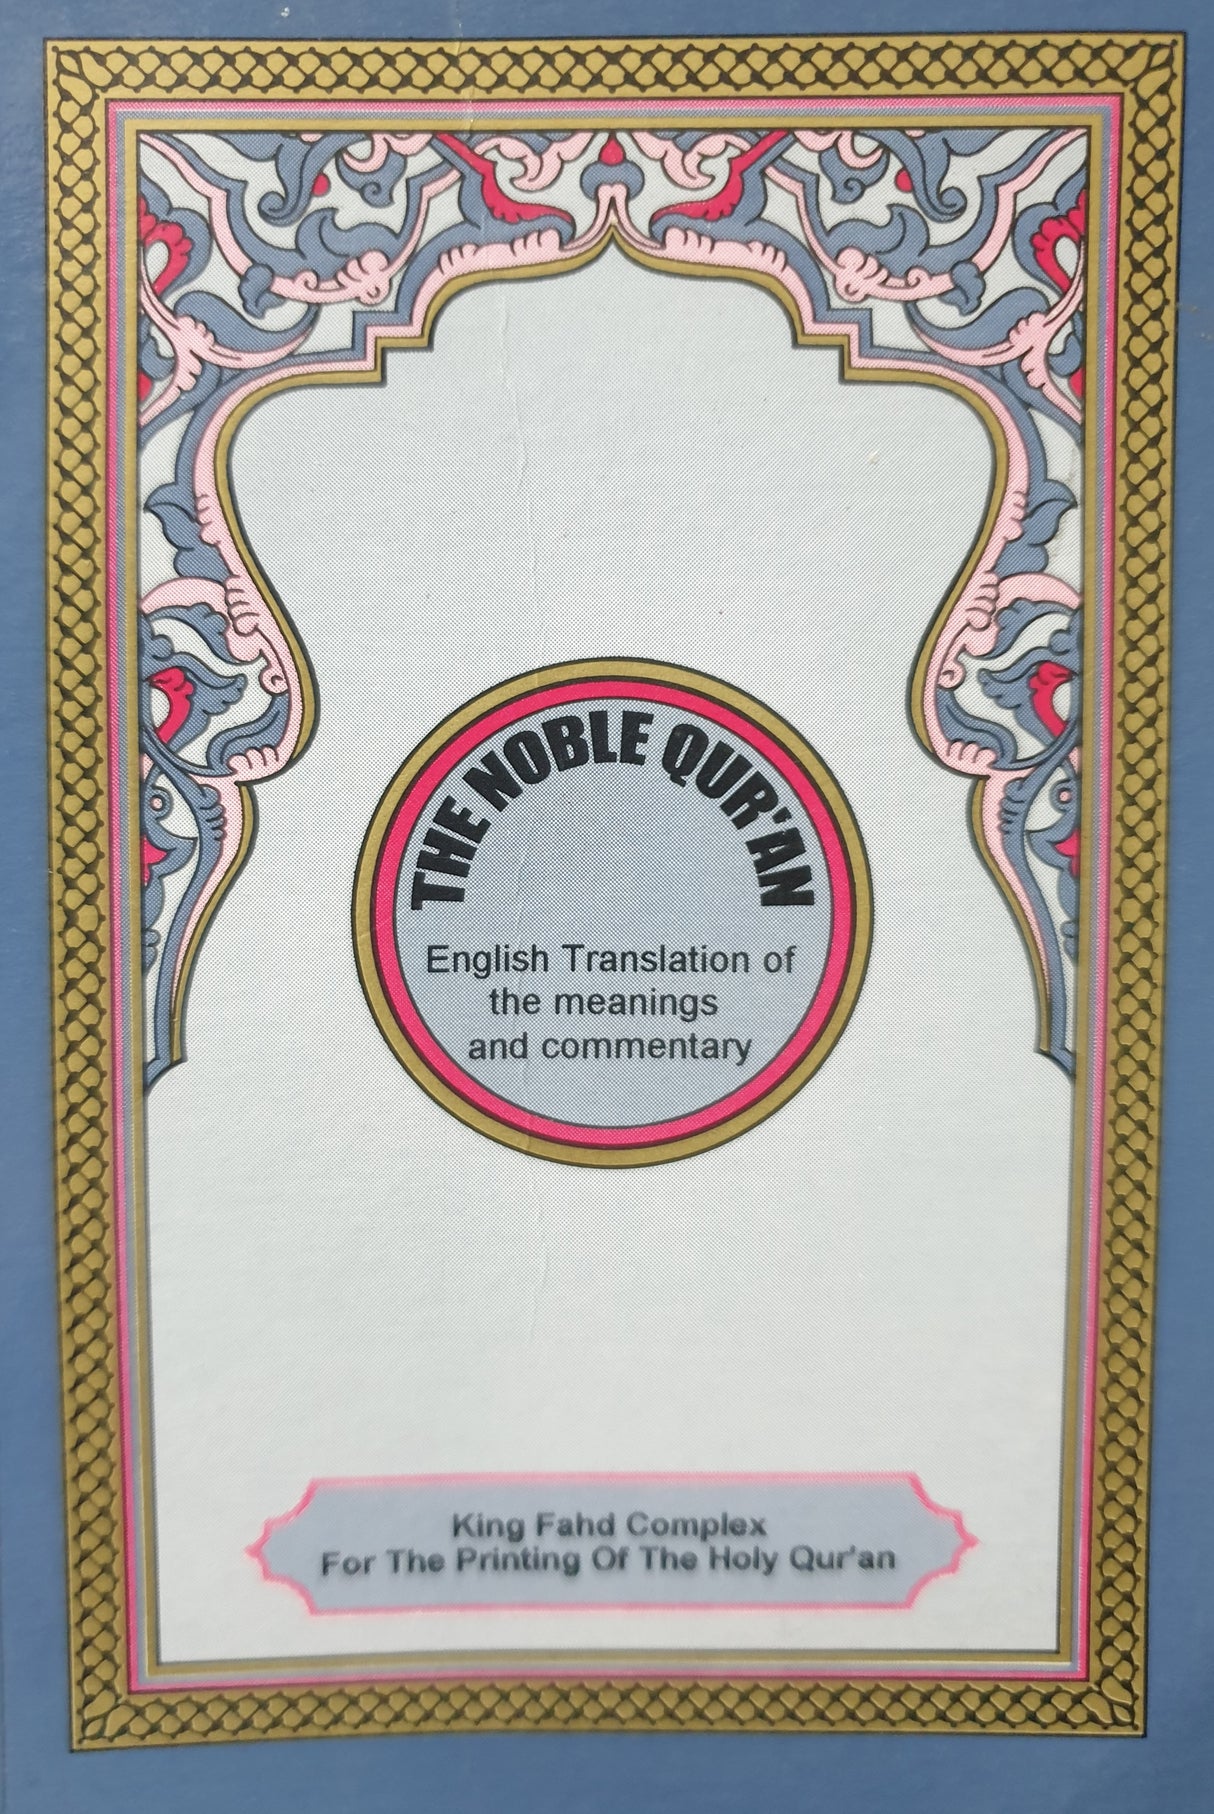 THE NOBLE QUR'AN
English Translation of
the meanings
and commentary
King Fahd Complex
For The Printing Of The Holy Qur'an